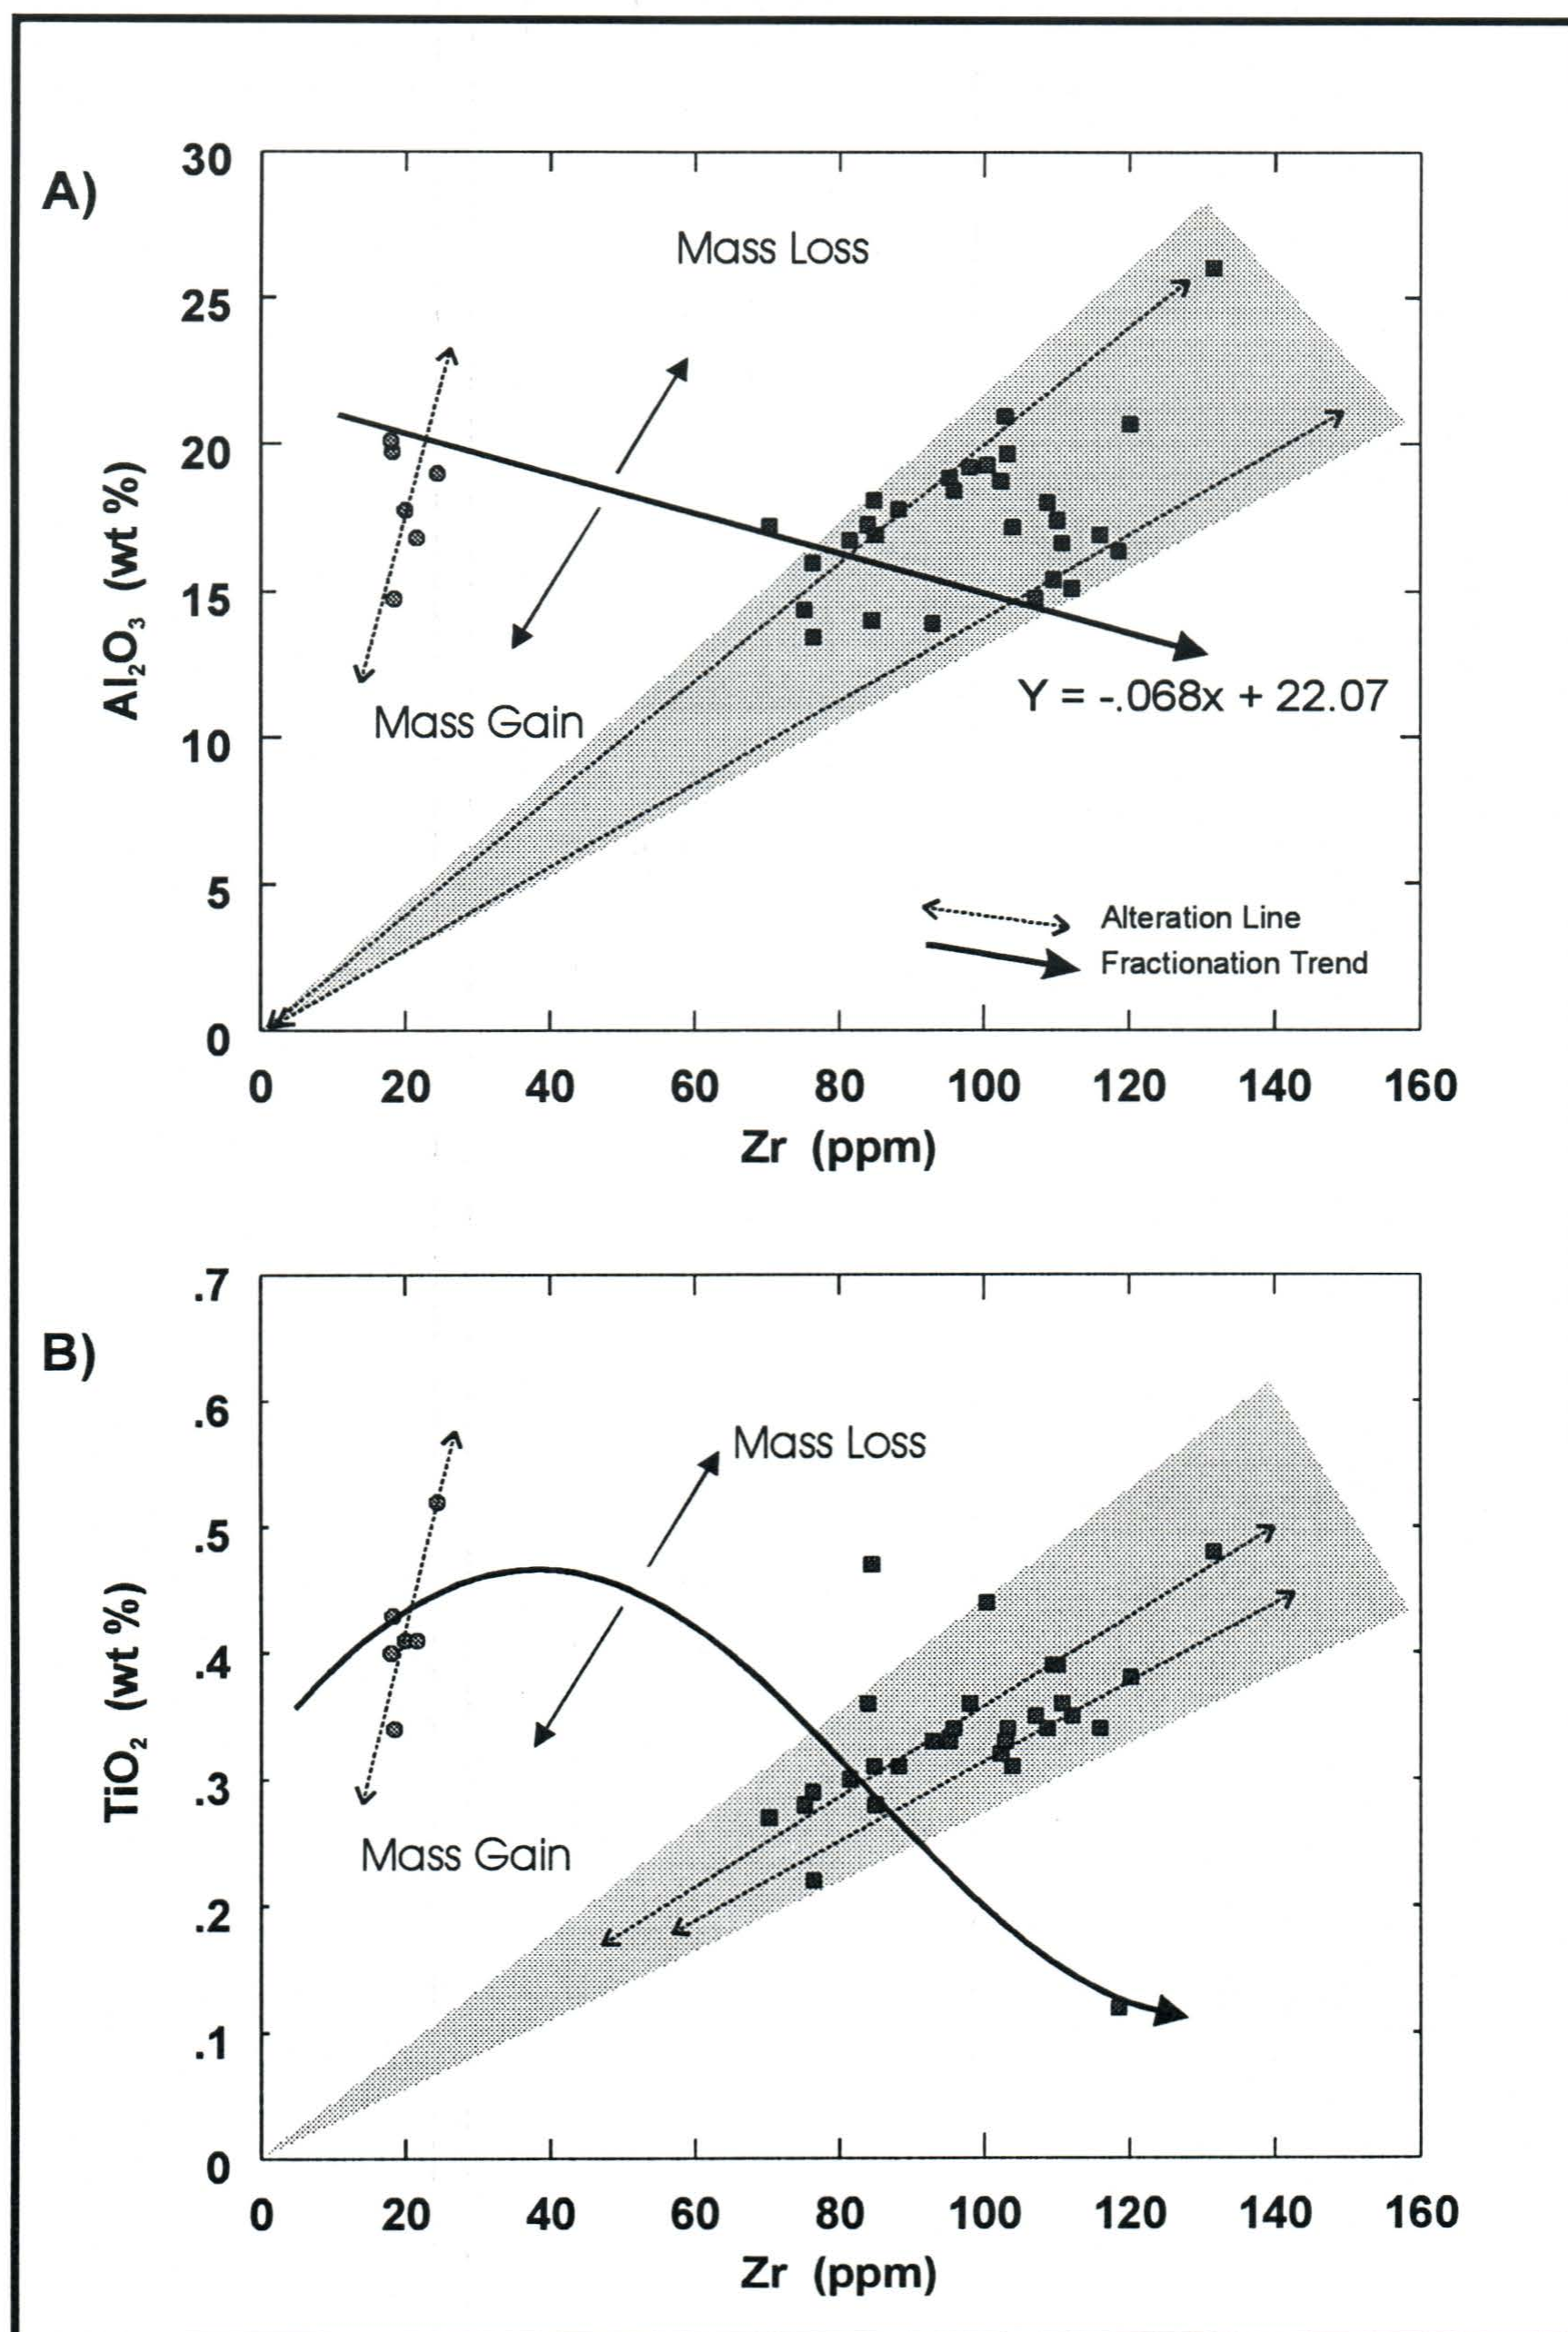 A)
30
25
20
15
10
5
0
Al₂O₃ (wt %)
Mass Loss
Mass Gain
Y = -.068x + 22.07
Alteration Line
Fractionation Trend
0 20 40 60 80 100 120 140 160
Zr (ppm)
B)
.7
.6
.5
.4
.3
.2
.1
0
TiO₂ (wt %)
Mass Loss
Mass Gain
0 20 40 60 80 100 120 140 160
Zr (ppm)